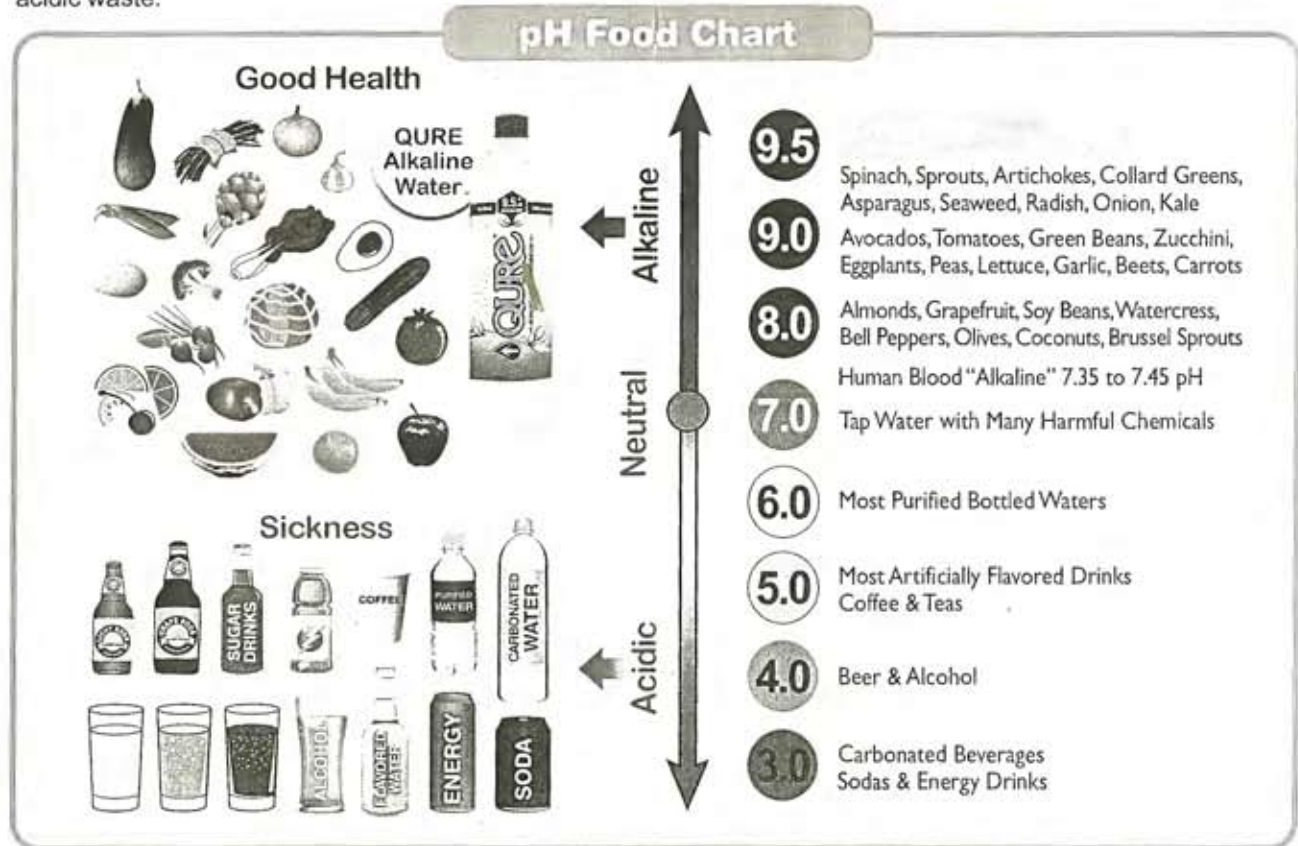 acidic waste.
pH Food Chart
Good Health
QURE
Alkaline
Water
QURE
Alkaline
Neutral
Acidic
9.5
Spinach, Sprouts, Artichokes, Collard Greens,
Asparagus, Seaweed, Radish, Onion, Kale
9.0
Avocados, Tomatoes, Green Beans, Zucchini,
Eggplants, Peas, Lettuce, Garlic, Beets, Carrots
8.0
Almonds, Grapefruit, Soy Beans, Watercress,
Bell Peppers, Olives, Coconuts, Brussel Sprouts
Human Blood "Alkaline" 7.35 to 7.45 pH
7.0
Tap Water with Many Harmful Chemicals
6.0
Most Purified Bottled Waters
5.0
Most Artificially Flavored Drinks
Coffee & Teas
4.0
Beer & Alcohol
3.0
Carbonated Beverages
Sodas & Energy Drinks
Sickness
SUGAR
DRINKS
COFFEE
PURIFIED
WATER
CARBONATED
WATER
ALCOHOL
FLAVORED
WATER
ENERGY
SODA